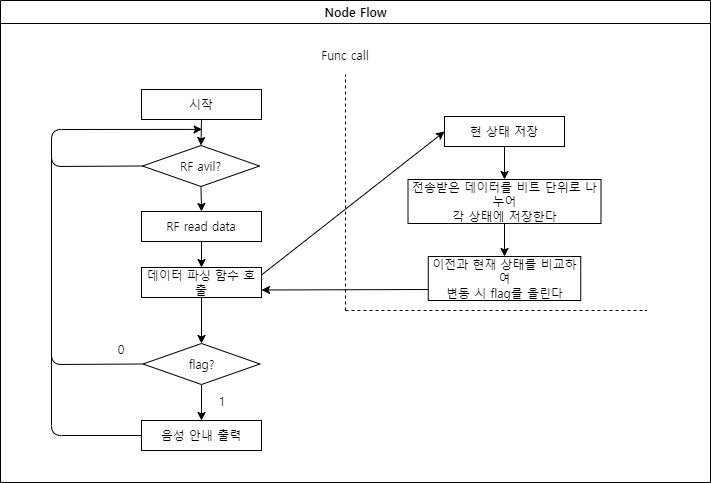 Node Flow
Func call
시작
RF avil?
RF read data
데이터 파싱 함수 호
출
0
flag?
1
음성 안내 출력
현 상태 저장
전송받은 데이터를 비트 단위로 나
누어
각 상태에 저장한다
이전과 현재 상태를 비교하
여
변동 시 flag를 올린다